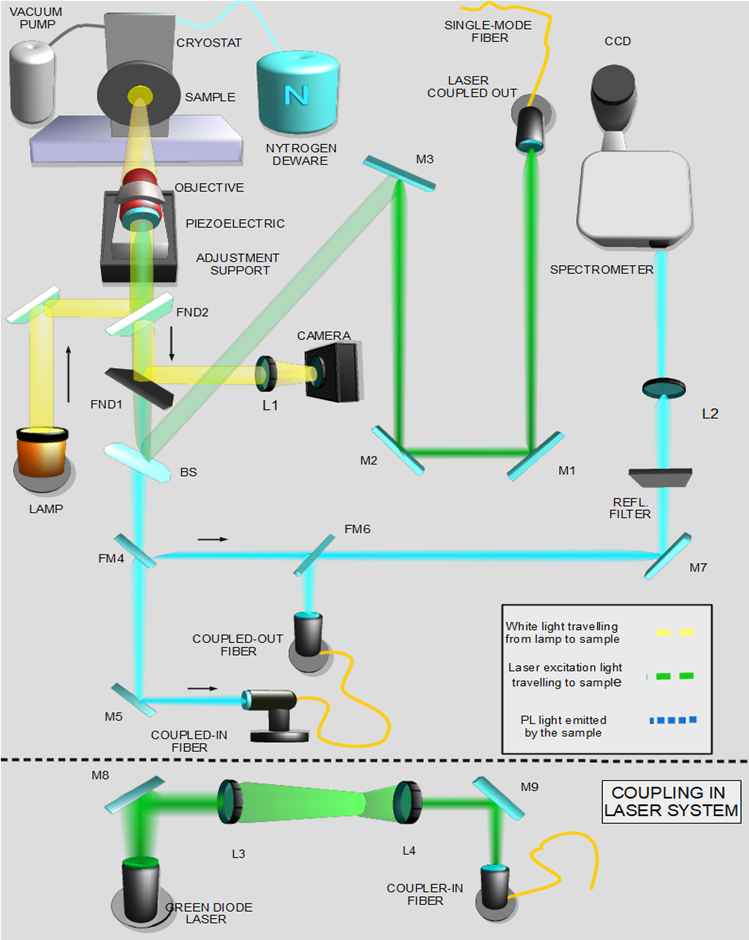 VACUUM
PUMP
CRYOSTAT
SAMPLE
N
NYTROGEN
DEWARE
SINGLE-MODE
FIBER
LASER
COUPLED OUT
CCD
M3
OBJECTIVE
PIEZOELECTRIC
ADJUSTMENT
SUPPORT
SPECTROMETER
FND2
CAMERA
FND1
L1
L2
BS
M2
M1
LAMP
REFL.
FILTER
FM4
FM6
M7
COUPLED-OUT
FIBER
M5
COUPLED-IN
FIBER
White light travelling
from lamp to sample
Laser excitation light
travelling to sample
PL light emitted
by the sample
M8
M9
COUPLING IN
LASER SYSTEM
L3
L4
GREEN DIODE
LASER
COUPLER-IN
FIBER